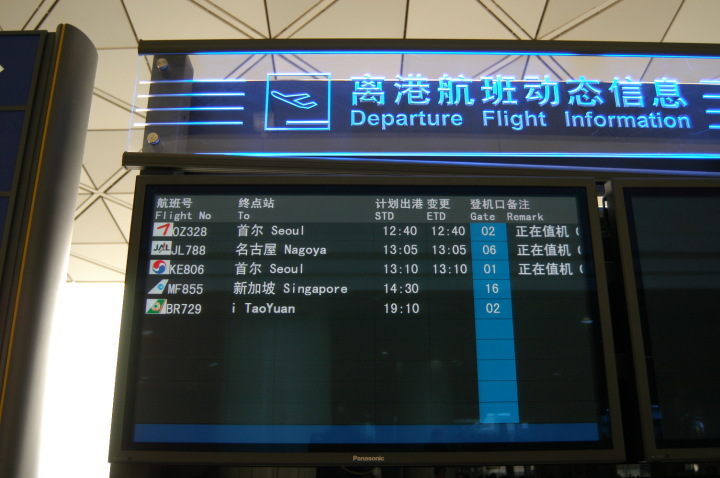 离港航班动态信息
Departure Flight Information
航班号 终点站 计划出港 变更 登机口 备注
Flight No To STD ETD Gate Remark
OZ328 首尔 Seoul 12:40 12:40 02 正在值机
JAL JL788 名古屋 Nagoya 13:05 13:05 06 正在值机
KE806 首尔 Seoul 13:10 13:10 01 正在值机
MF855 新加坡 Singapore 14:30 16
BR729 i TaoYuan 19:10 02
Panasonic